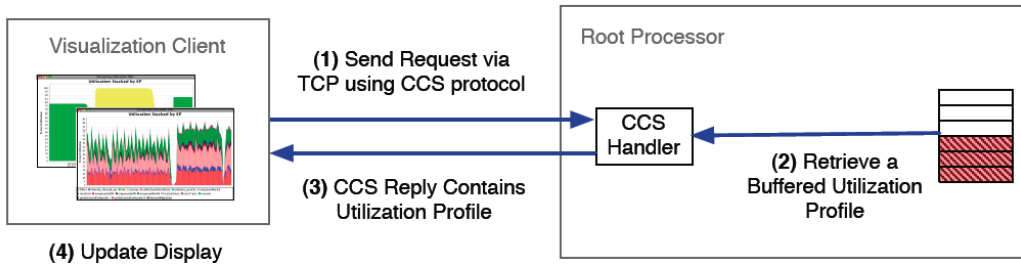 Visualization Client
Utilization Stacked by EP
Utilization Stacked by EP
(4) Update Display
(1) Send Request via
TCP using CCS protocol
(3) CCS Reply Contains
Utilization Profile
Root Processor
CCS
Handler
(2) Retrieve a
Buffered Utilization
Profile